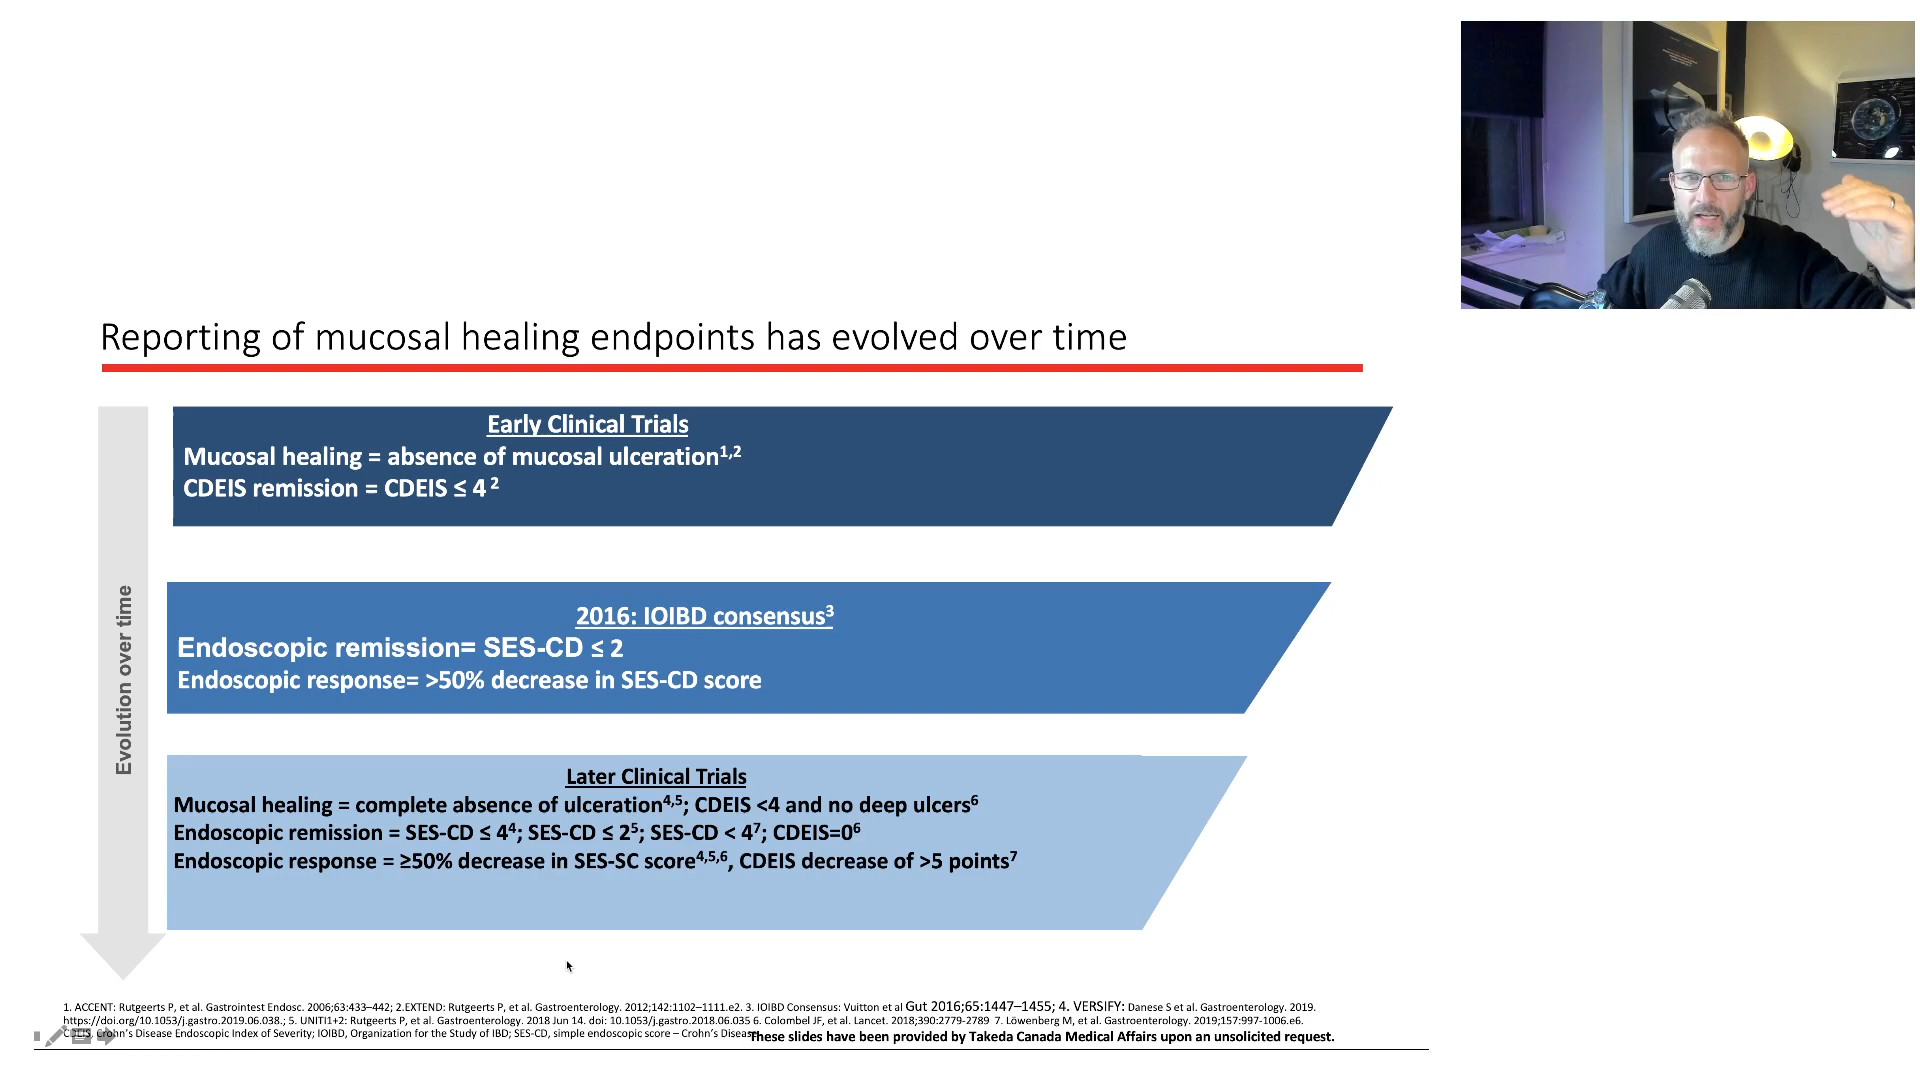 Reporting of mucosal healing endpoints has evolved over time
Evolution over time
Early Clinical Trials
Mucosal healing = absence of mucosal ulceration1,2
CDEIS remission = CDEIS ≤ 4 2
2016: IOIBD consensus3
Endoscopic remission= SES-CD ≤ 2
Endoscopic response= >50% decrease in SES-CD score
Later Clinical Trials
Mucosal healing = complete absence of ulceration4,5; CDEIS <4 and no deep ulcers6
Endoscopic remission = SES-CD ≤ 44; SES-CD ≤ 25; SES-CD < 47; CDEIS=06
Endoscopic response = ≥50% decrease in SES-SC score4,5,6, CDEIS decrease of >5 points7
1. ACCENT: Rutgeerts P, et al. Gastrointest Endosc. 2006;63:433–442; 2.EXTEND: Rutgeerts P, et al. Gastroenterology. 2012;142:1102–1111.e2. 3. IOIBD Consensus: Vuitton et al Gut 2016;65:1447–1455; 4. VERSIFY: Danese S et al. Gastroenterology. 2019.
https://doi.org/10.1053/j.gastro.2019.06.038.; 5. UNITI1+2: Rutgeerts P, et al. Gastroenterology. 2018 Jun 14. doi: 10.1053/j.gastro.2018.06.035 6. Colombel JF, et al. Lancet. 2018;390:2779-2789 7. Löwenberg M, et al. Gastroenterology. 2019;157:997-1006.e6.
CDEIS, Crohn's Disease Endoscopic Index of Severity; IOIBD, Organization for the Study of IBD; SES-CD, simple endoscopic score – Crohn's Disease
These slides have been provided by Takeda Canada Medical Affairs upon an unsolicited request.